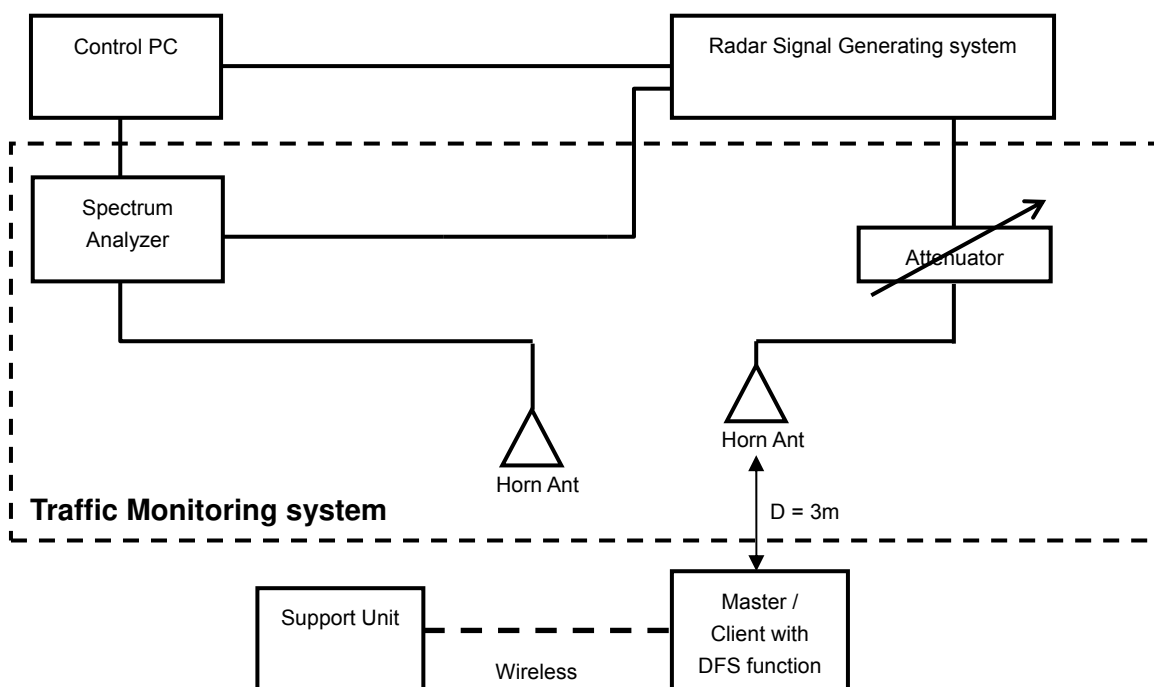 Control PC
Radar Signal Generating system
Spectrum
Analyzer
Attenuator
Horn Ant
Horn Ant
Traffic Monitoring system
D = 3m
Support Unit
Wireless
Master /
Client with
DFS function